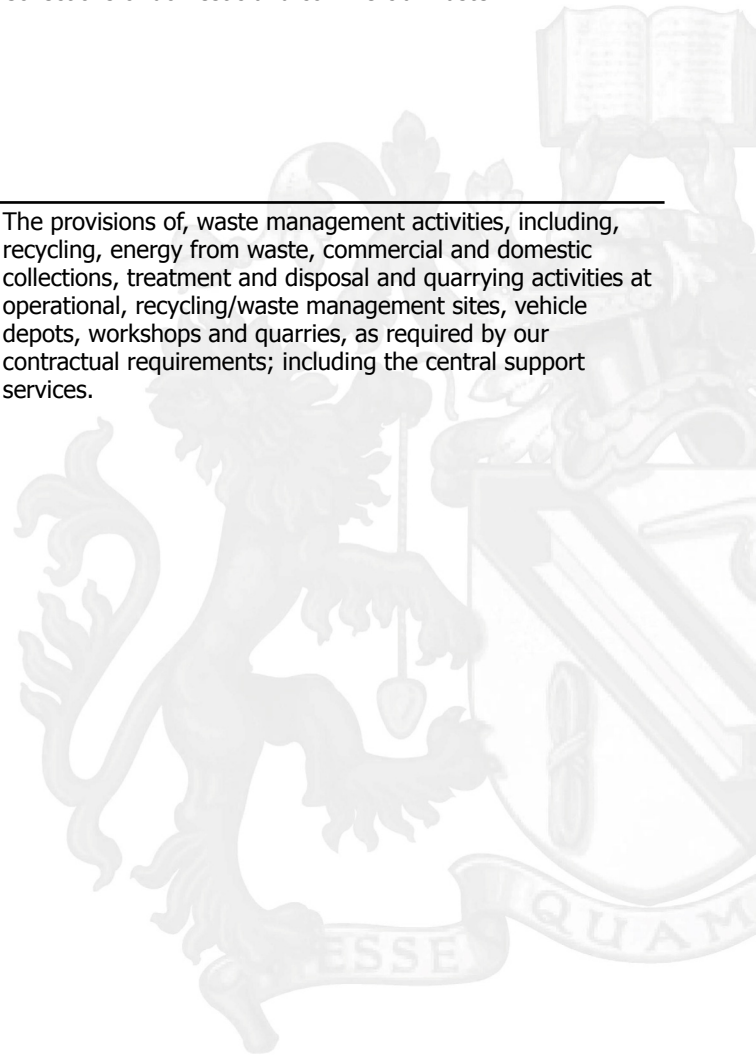 The provisions of, waste management activities, including,
recycling, energy from waste, commercial and domestic
collections, treatment and disposal and quarrying activities at
operational, recycling/waste management sites, vehicle
depots, workshops and quarries, as required by our
contractual requirements; including the central support
services.
ESSE QUAM